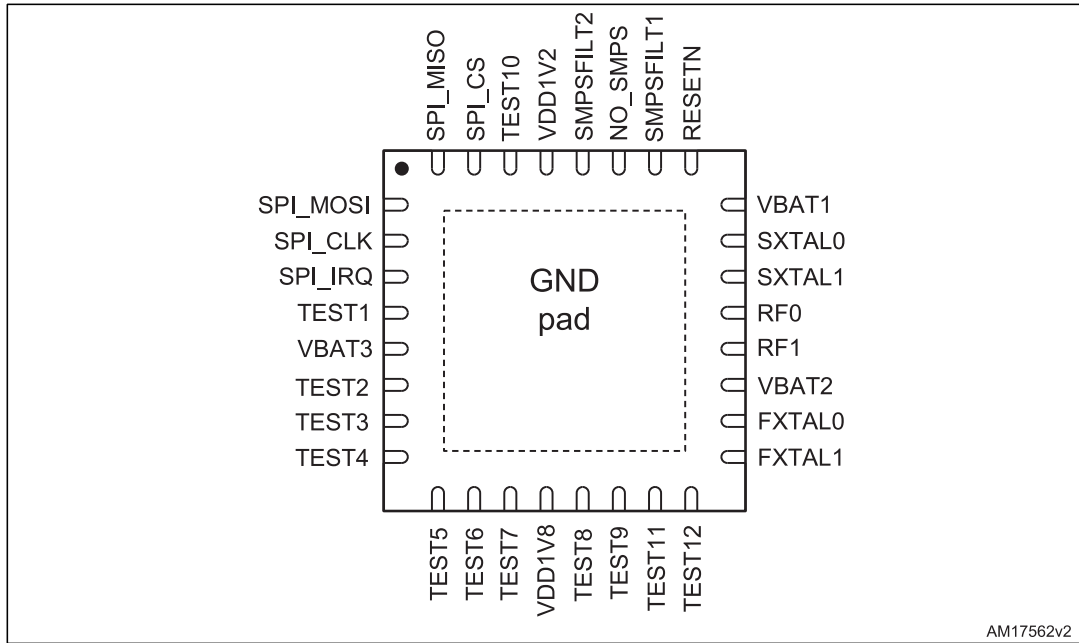 SPI_MISO
SPI_CS
TEST10
VDD1V2
SMPSFILT2
NO_SMPS
SMPSFILT1
RESETN
SPI_MOSI
SPI_CLK
SPI_IRQ
TEST1
VBAT3
TEST2
TEST3
TEST4
GND
pad
VBAT1
SXTAL0
SXTAL1
RF0
RF1
VBAT2
FXTAL0
FXTAL1
TEST5
TEST6
TEST7
VDD1V8
TEST8
TEST9
TEST11
TEST12
AM17562v2